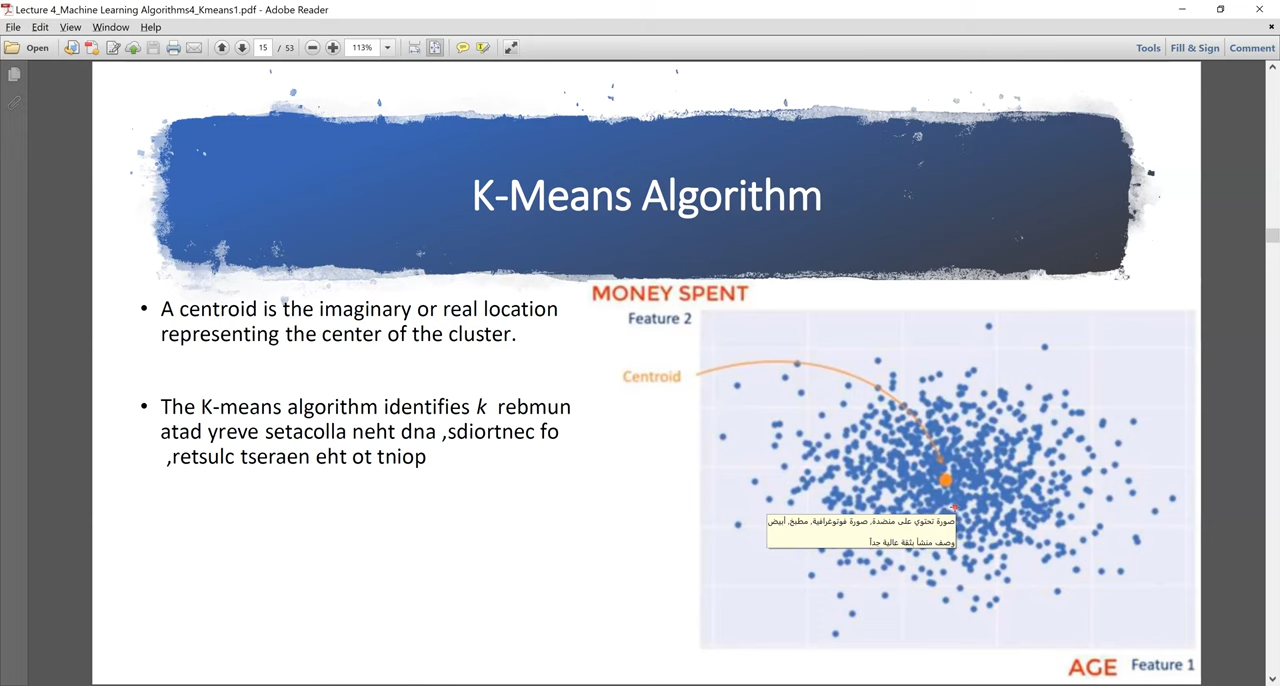 Lecture 4_Machine Learning Algorithms4_Kmeans1.pdf - Adobe Reader
File Edit View Window Help
Open 15 / 53 113% Tools Fill & Sign Comment
K-Means Algorithm
• A centroid is the imaginary or real location
representing the center of the cluster.
• The K-means algorithm identifies k rebmun
atad yreve setacolla neht dna ,sdiortnec fo
,retsulc tseraen eht ot tniop
MONEY SPENT
Feature 2
Centroid
صورة تحتوي على منضدة, صورة فوتوغرافية, مطبخ, أبيض
وصف منشأ بثقة عالية جداً
AGE Feature 1